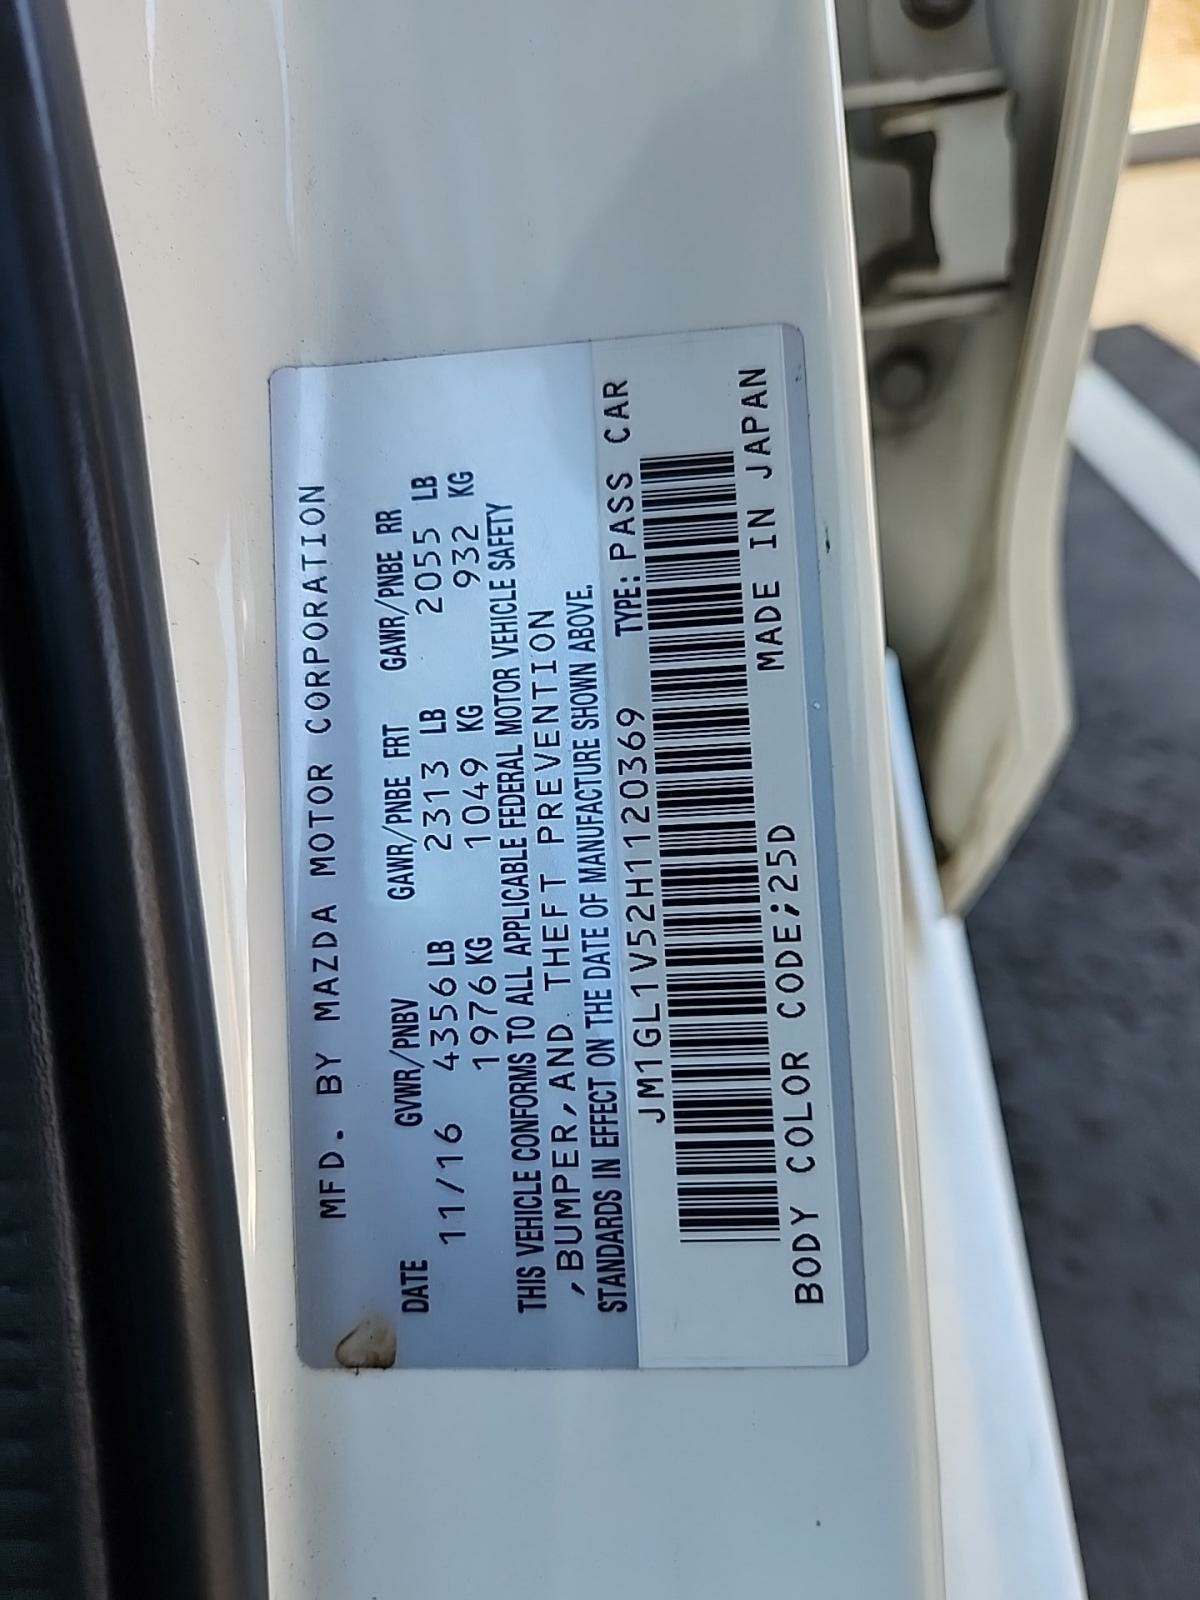 MFD. BY MAZDA MOTOR CORPORATION
DATE GVWR/PNBV GAWR/PNBE FRT GAWR/PNBE RR
11/16 4356 LB 2313 LB 2055 LB
1976 KG 1049 KG 932 KG
THIS VEHICLE CONFORMS TO ALL APPLICABLE FEDERAL MOTOR VEHICLE SAFETY
,BUMPER,AND THEFT PREVENTION
STANDARDS IN EFFECT ON THE DATE OF MANUFACTURE SHOWN ABOVE.
JM1GL1V52H1120369 TYPE: PASS CAR
BODY COLOR CODE;25D MADE IN JAPAN